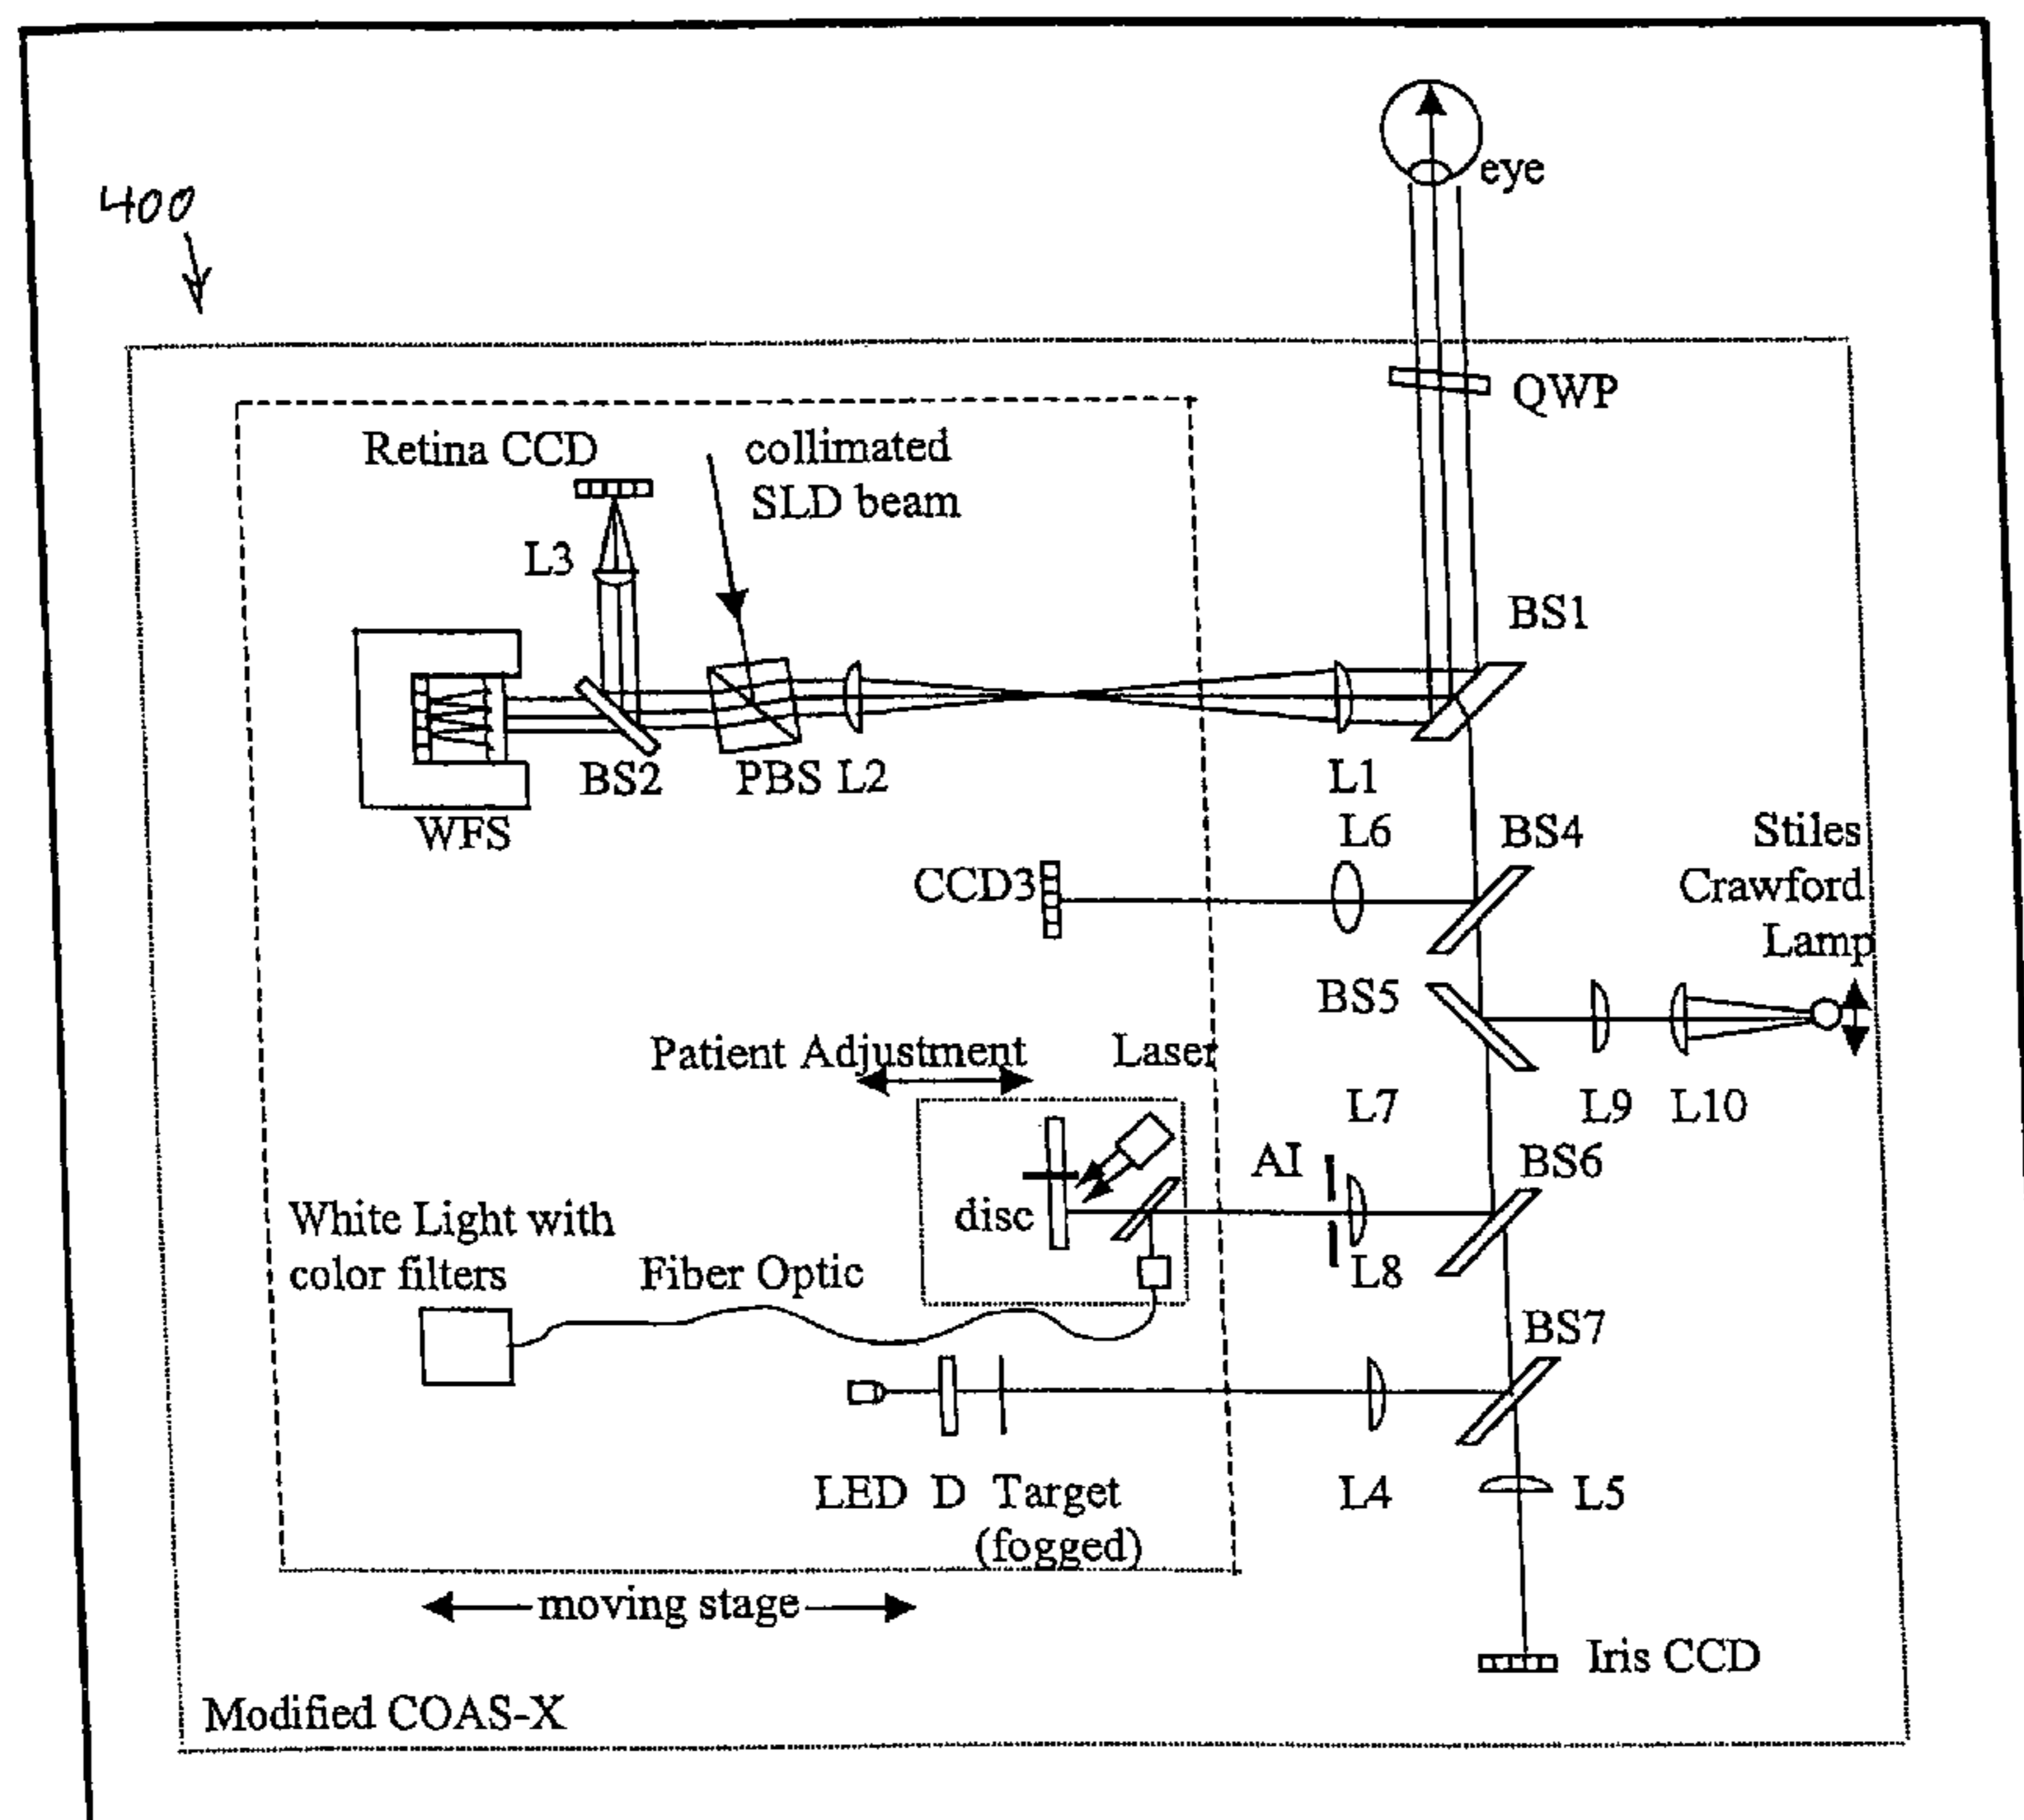 400
eye
QWP
Retina CCD
collimated
SLD beam
L3
BS1
BS2
PBS L2
L1
WFS
L6
BS4
Stiles
Crawford
Lamp
CCD3
BS5
Patient Adjustment
Laser
L7
L9
L10
AI
BS6
disc
White Light with
color filters
Fiber Optic
L8
BS7
LED D Target
(fogged)
L4
L5
moving stage
Iris CCD
Modified COAS-X